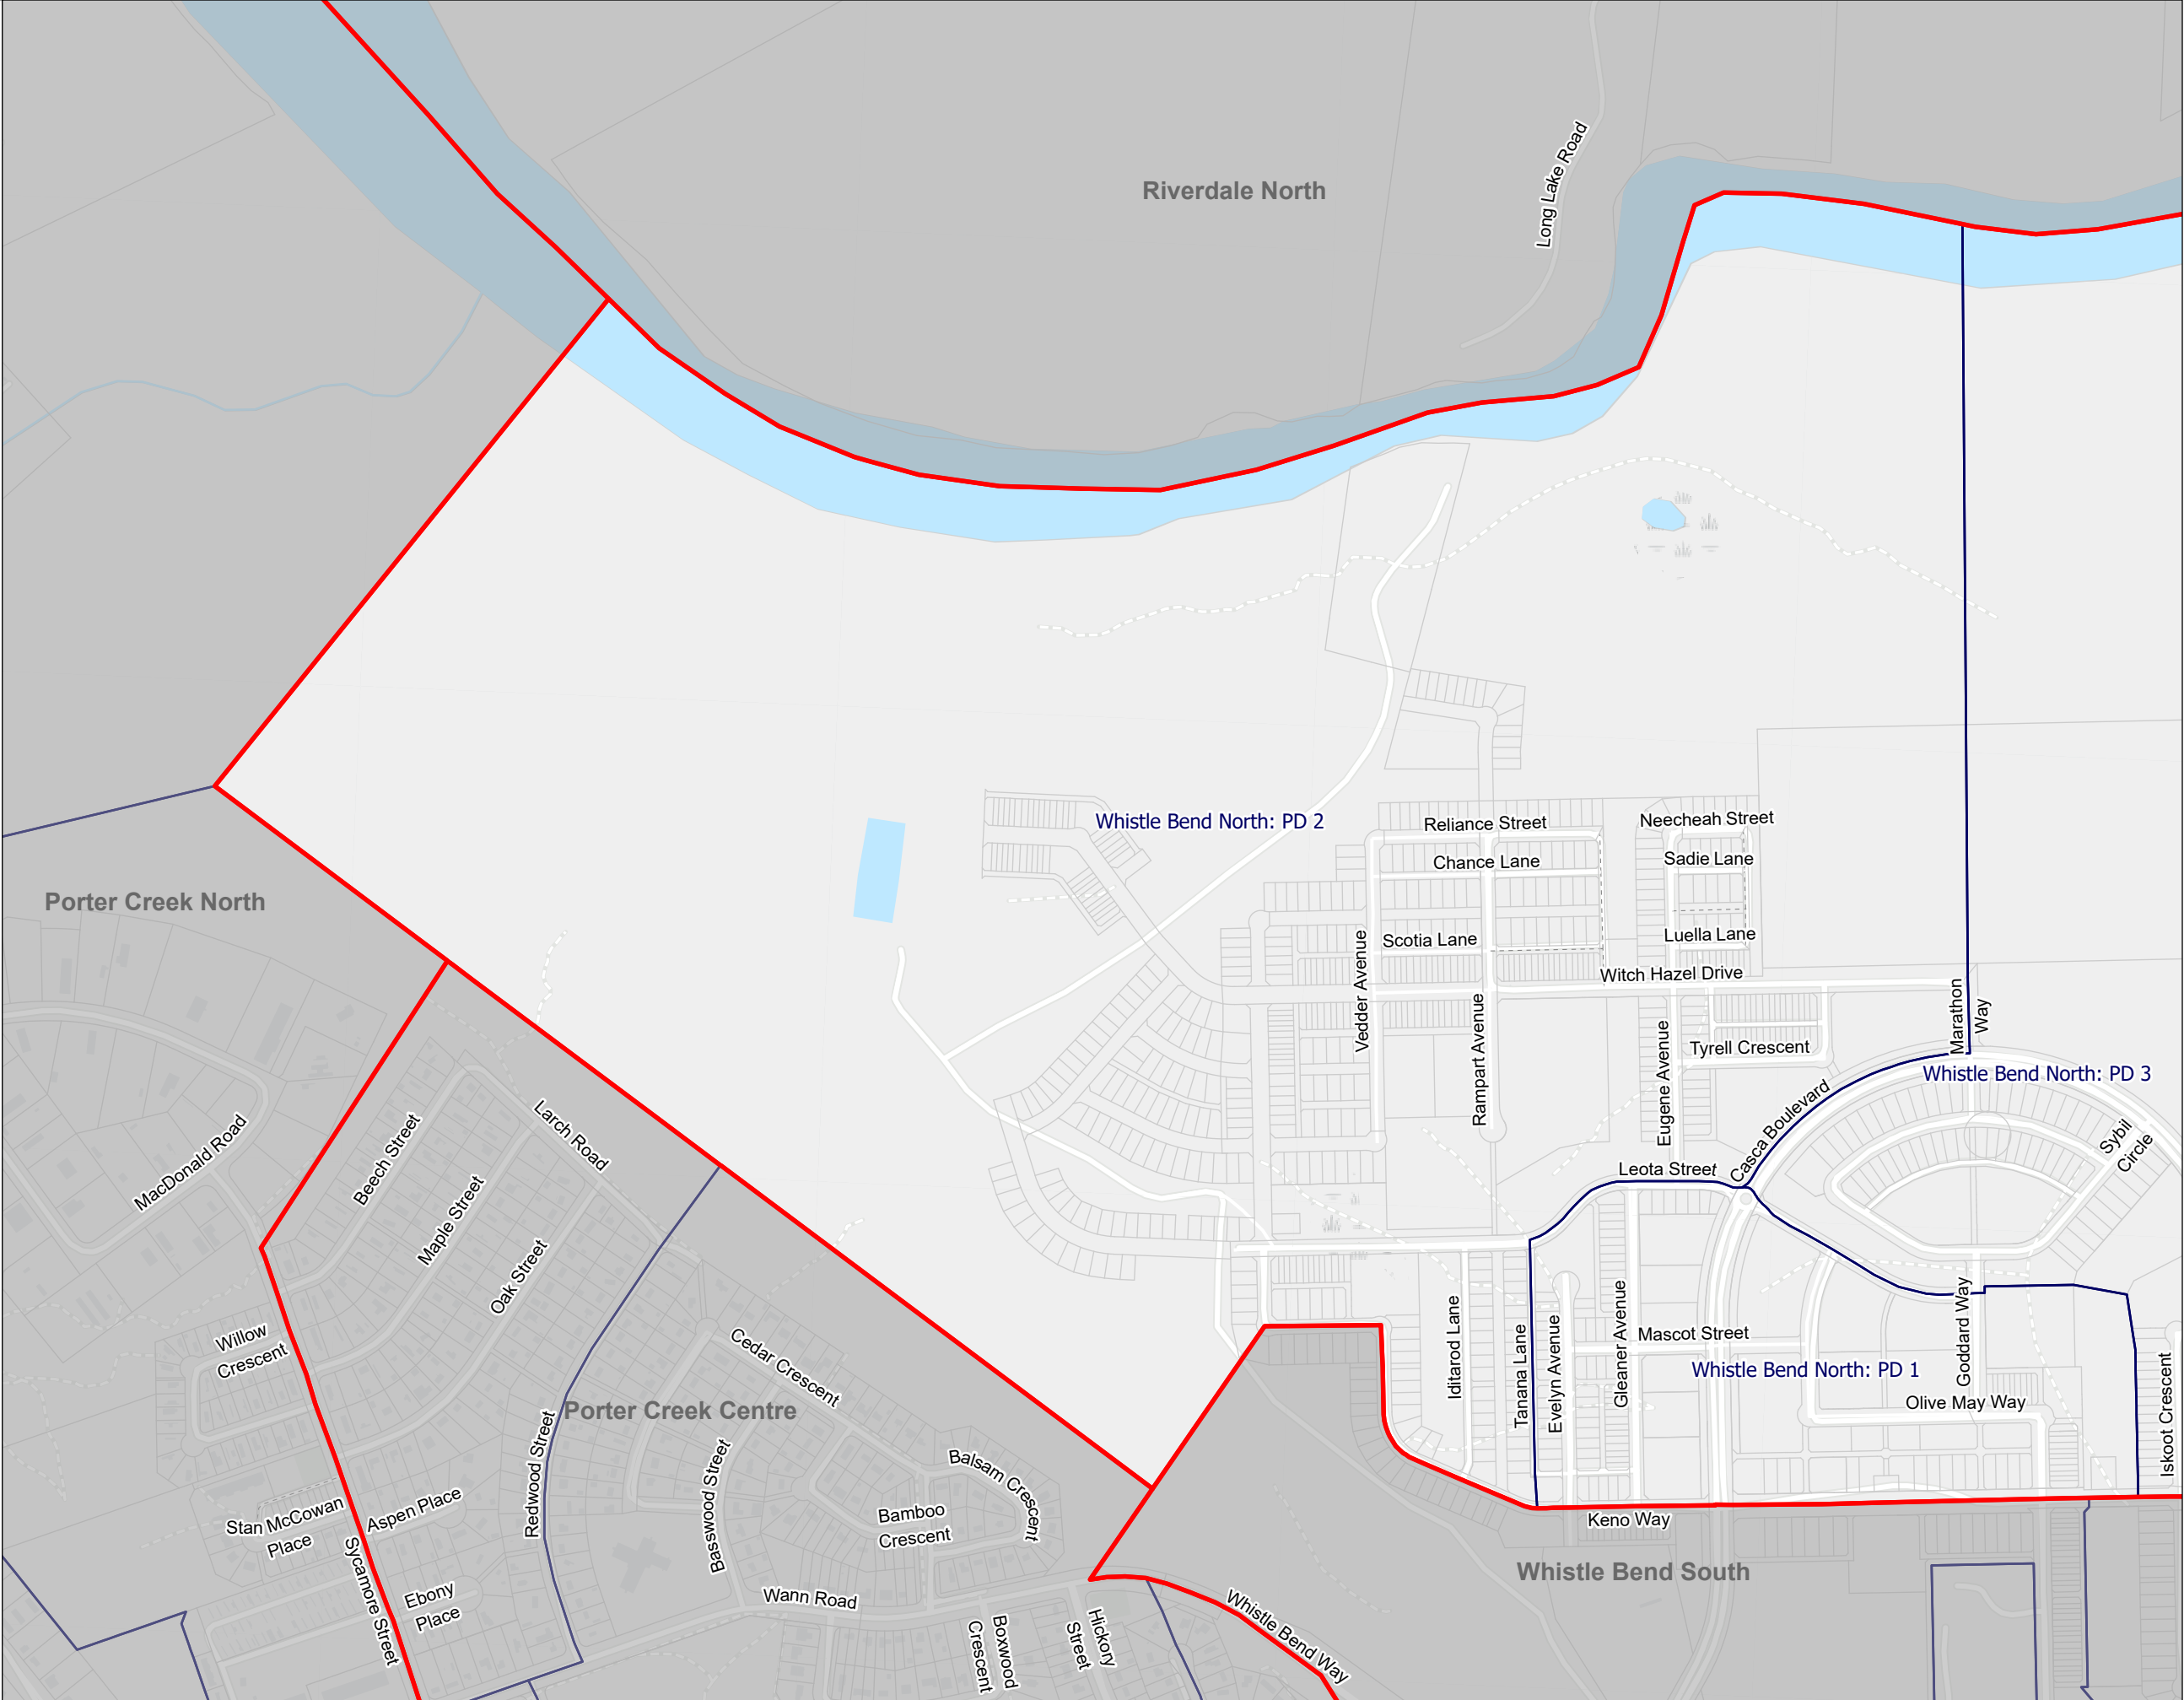 Riverdale North
Long Lake Road
Whistle Bend North: PD 2
Reliance Street
Neecheah Street
Chance Lane
Sadie Lane
Porter Creek North
Scotia Lane
Luella Lane
Vedder Avenue
Witch Hazel Drive
Rampart Avenue
Eugene Avenue
Marathon
Way
Tyrell Crescent
Whistle Bend North: PD 3
Casca Boulevard
Sybil
Circle
MacDonald Road
Beech Street
Larch Road
Maple Street
Leota Street
Oak Street
Willow
Crescent
Cedar Crescent
Iditarod Lane
Tanana Lane
Evelyn Avenue
Gleaner Avenue
Mascot Street
Goddard Way
Whistle Bend North: PD 1
Iskoot Crescent
Olive May Way
Porter Creek Centre
Redwood Street
Basswood Street
Balsam Crescent
Bamboo
Crescent
Stan McCowan
Place
Aspen Place
Sycamore Street
Keno Way
Whistle Bend South
Ebony
Place
Wann Road
Boxwood
Crescent
Hickory
Street
Whistle Bend Way